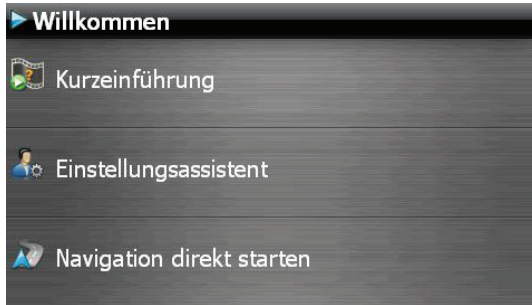 Willkommen
Kurzeinführung
Einstellungsassistent
Navigation direkt starten